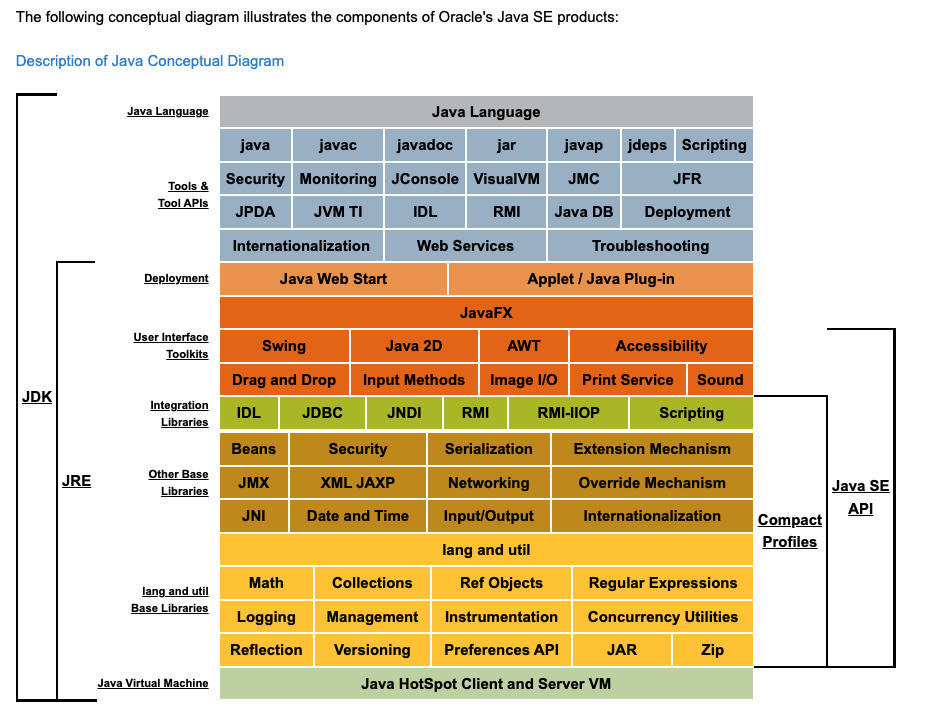 The following conceptual diagram illustrates the components of Oracle's Java SE products:
Description of Java Conceptual Diagram
Java Language Java Language
java javac javadoc jar javap jdeps Scripting
Tools &
Tool APIs
Security Monitoring JConsole VisualVM JMC JFR
JPDA JVM TI IDL RMI Java DB Deployment
Internationalization Web Services Troubleshooting
Deployment Java Web Start Applet / Java Plug-in
JavaFX
User Interface
Toolkits
Swing Java 2D AWT Accessibility
Drag and Drop Input Methods Image I/O Print Service Sound
Integration
Libraries
IDL JDBC JNDI RMI RMI-IIOP Scripting
Other Base
Libraries
Beans Security Serialization Extension Mechanism
JMX XML JAXP Networking Override Mechanism
JNI Date and Time Input/Output Internationalization
lang and util
lang and util
Base Libraries
Math Collections Ref Objects Regular Expressions
Logging Management Instrumentation Concurrency Utilities
Reflection Versioning Preferences API JAR Zip
Java Virtual Machine Java HotSpot Client and Server VM
JDK
JRE
Compact
Profiles
Java SE
API